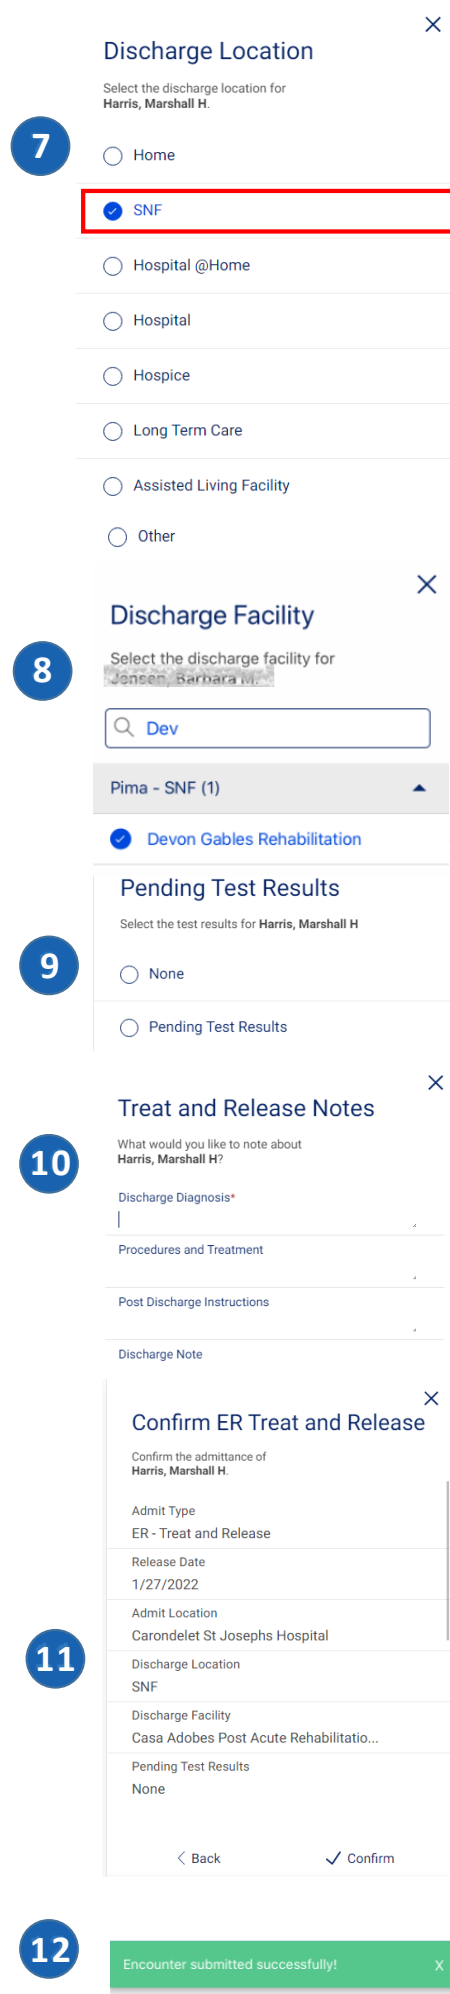 Discharge Location
Select the discharge location for
Harris, Marshall H.
7
Home
SNF
Hospital @Home
Hospital
Hospice
Long Term Care
Assisted Living Facility
Other
Discharge Facility
8
Select the discharge facility for
Jensen, Barbara M.
Dev
Pima - SNF (1)
Devon Gables Rehabilitation
Pending Test Results
Select the test results for Harris, Marshall H
9
None
Pending Test Results
Treat and Release Notes
10
What would you like to note about
Harris, Marshall H?
Discharge Diagnosis*
Procedures and Treatment
Post Discharge Instructions
Discharge Note
Confirm ER Treat and Release
Confirm the admittance of
Harris, Marshall H.
Admit Type
ER - Treat and Release
Release Date
1/27/2022
Admit Location
Carondelet St Josephs Hospital
11
Discharge Location
SNF
Discharge Facility
Casa Adobes Post Acute Rehabilitatio...
Pending Test Results
None
< Back
Confirm
12
Encounter submitted successfully!
X